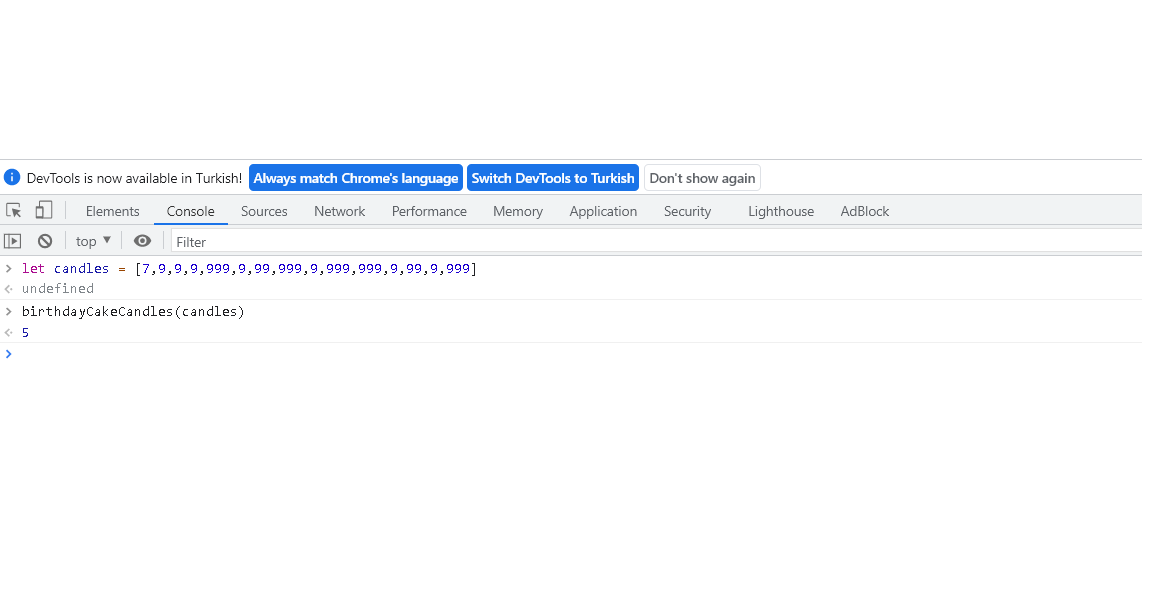 DevTools is now available in Turkish! Always match Chrome's language Switch DevTools to Turkish Don't show again
Elements Console Sources Network Performance Memory Application Security Lighthouse AdBlock
top ▼ Filter
> let candles = [7,9,9,9,999,9,99,999,9,999,999,9,99,9,999]
undefined
> birthdayCakeCandles(candles)
5
>